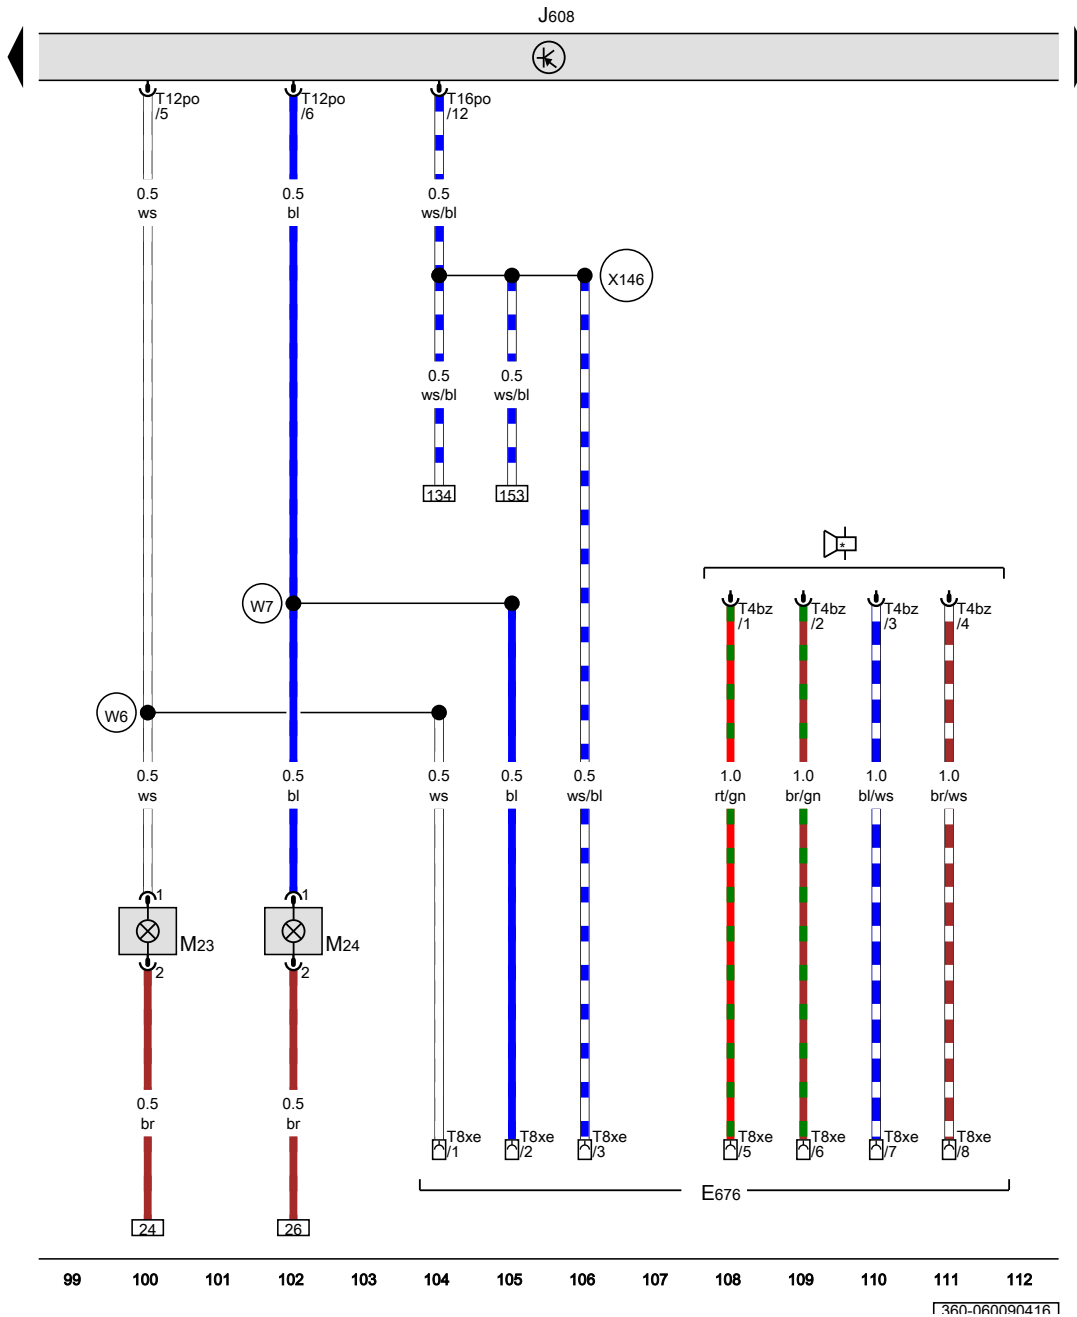 J608
T12po
/5
T12po
/6
T16po
/12
0.5
ws
0.5
bl
0.5
ws/bl
X146
0.5
ws/bl
0.5
ws/bl
134
153
*
W7
T4bz
/1
T4bz
/2
T4bz
/3
T4bz
/4
W6
0.5
ws
0.5
bl
0.5
ws
0.5
bl
0.5
ws/bl
1.0
rt/gn
1.0
br/gn
1.0
bl/ws
1.0
br/ws
1
1
M23
M24
2
2
0.5
br
0.5
br
T8xe
/1
T8xe
/2
T8xe
/3
T8xe
/5
T8xe
/6
T8xe
/7
T8xe
/8
E676
24
26
99 100 101 102 103 104 105 106 107 108 109 110 111 112
360-060090416